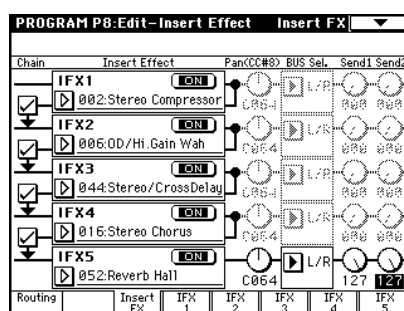 PROGRAM P8:Edit-Insert Effect Insert FX
Chain Insert Effect Pan(CC#8) BUS Sel. Send1 Send2
IFX1 ON
002:Stereo Compressor C064 L/R 000 000
IFX2 ON
006:OD/Hi.Gain Wah C064 L/R 000 000
IFX3 ON
044:Stereo/CrossDelay C064 L/R 000 000
IFX4 ON
016:Stereo Chorus C064 L/R 000 000
IFX5 ON
052:Reverb Hall C064 L/R 127 127
Routing Insert FX IFX 1 IFX 2 IFX 3 IFX 4 IFX 5